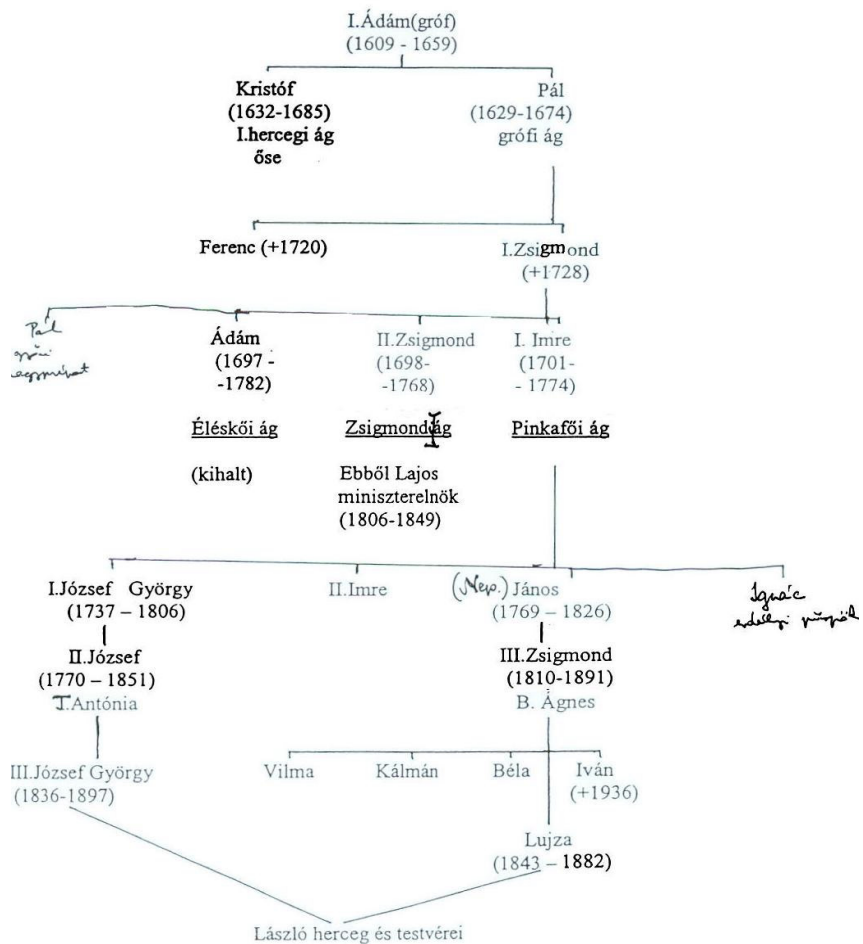 I.Ádám(gróf)
(1609 - 1659)
Kristóf
(1632-1685)
I.hercegi ág
őse
Pál
(1629-1674)
grófi ág
Ferenc (+1720)
I.Zsigmond
(+1728)
Pál
Ádám
(1697 -
-1782)
II.Zsigmond
(1698-
-1768)
I. Imre
(1701-
- 1774)
Éléskői ág
Zsigmond ág
Pinkafői ág
(kihalt)
Ebből Lajos
miniszterelnök
(1806-1849)
I.József György
(1737 – 1806)
II.Imre
(Nep.) János
(1769 – 1826)
Ignác
erdélyi püspök
II.József
(1770 – 1851)
T.Antónia
III.Zsigmond
(1810-1891)
B. Ágnes
III.József György
(1836-1897)
Vilma
Kálmán
Béla
Iván
(+1936)
Lujza
(1843 – 1882)
László herceg és testvérei